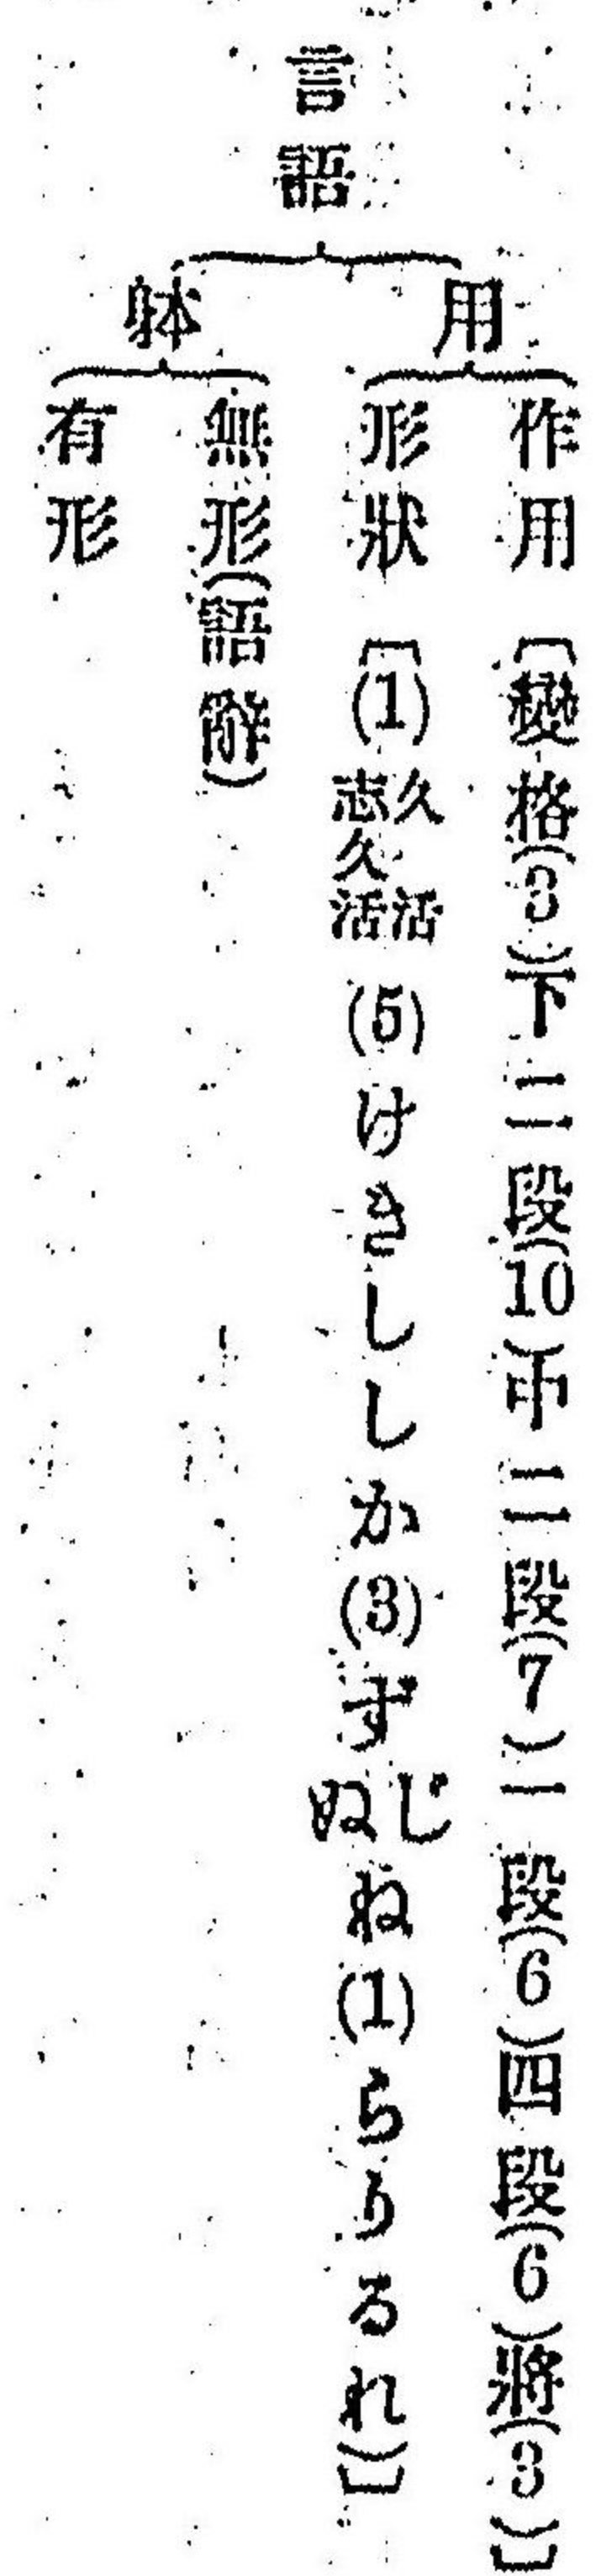 言語
用
作用〔變格(3)下二段(10)中二段(7)一段(6)四段(6)將(3)〕
形狀〔(1)久活志久活(5)けきししか(3)ずじぬね(1)らりるれ)〕
躰
無形(語辭)
有形